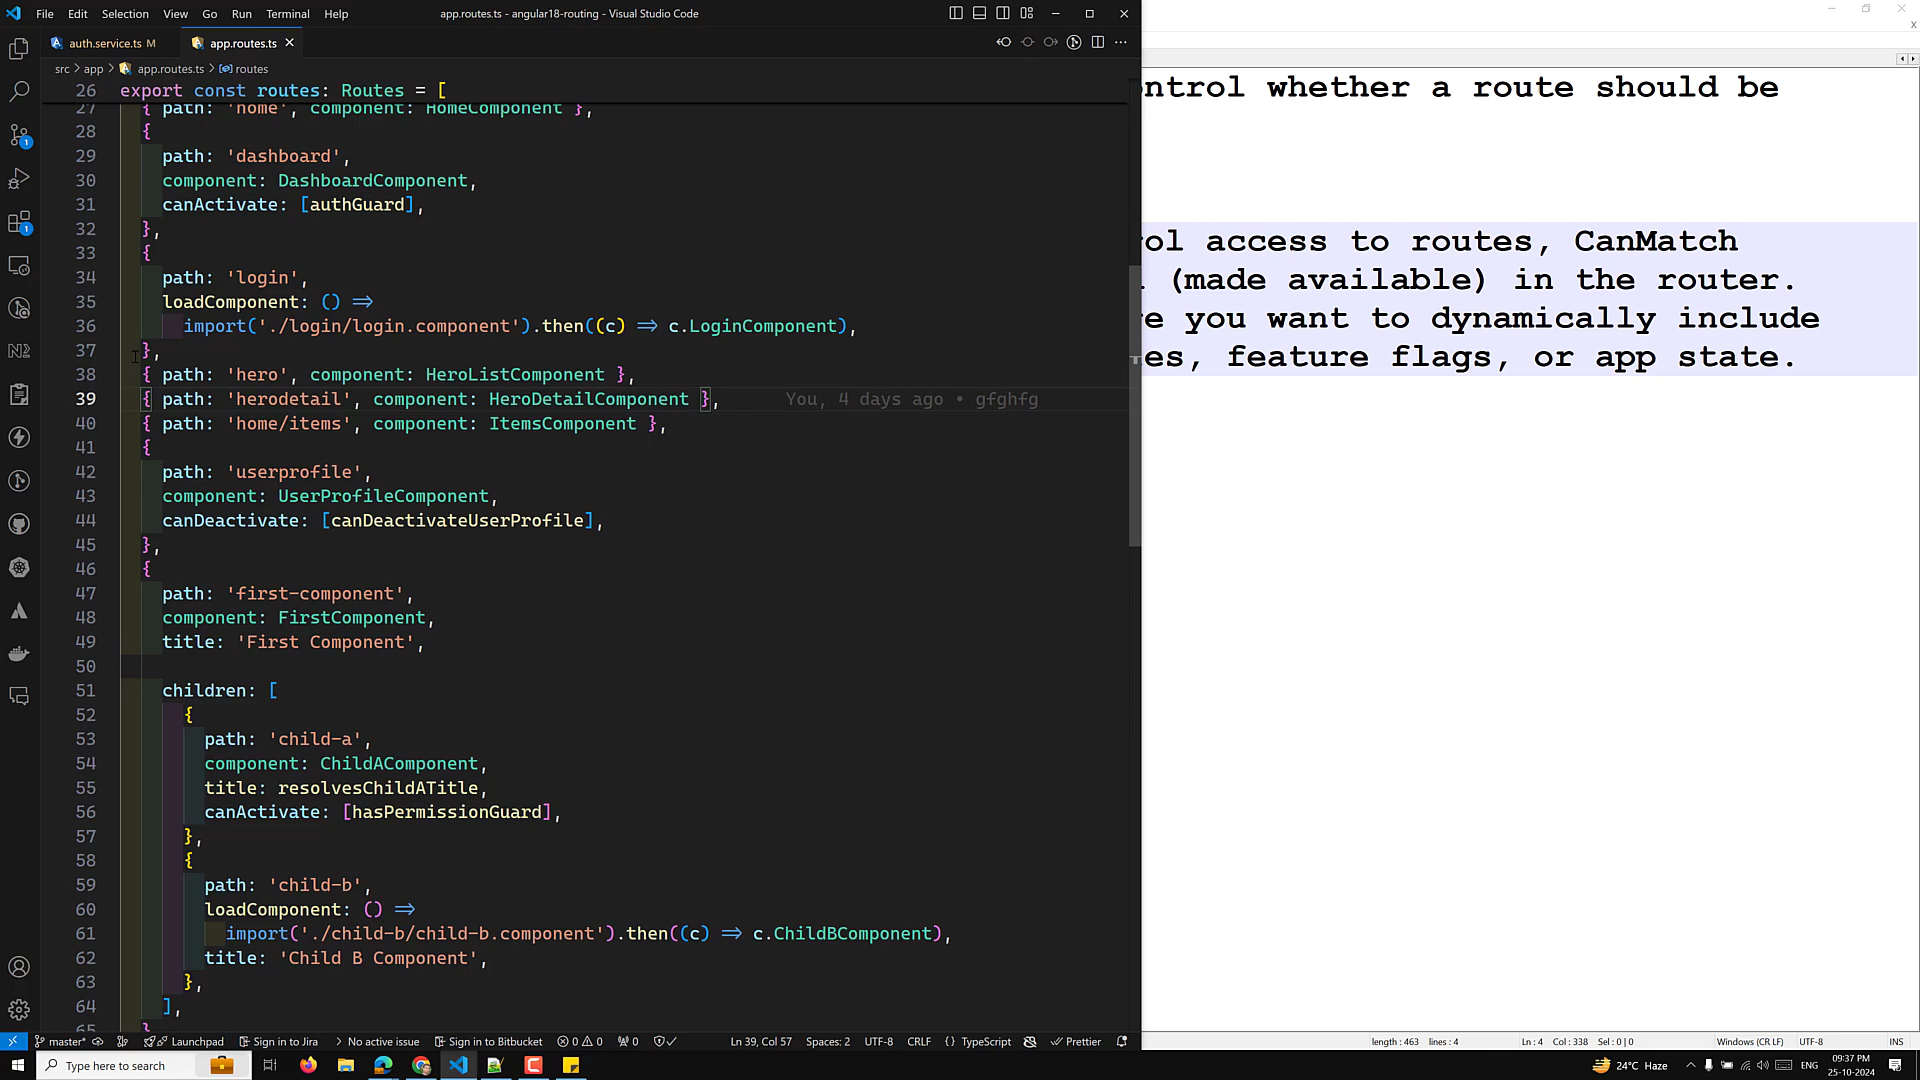 File Edit Selection View Go Run Terminal Help
app.routes.ts - angular18-routing - Visual Studio Code
auth.service.ts M
app.routes.ts
src > app > app.routes.ts > routes
26 export const routes: Routes = [
27 { path: 'home', component: HomeComponent },
28 {
29 path: 'dashboard',
30 component: DashboardComponent,
31 canActivate: [authGuard],
32 },
33 {
34 path: 'login',
35 loadComponent: () =>
36 import('./login/login.component').then((c) => c.LoginComponent),
37 },
38 { path: 'hero', component: HeroListComponent },
39 { path: 'herodetail', component: HeroDetailComponent }, You, 4 days ago • gfghfg
40 { path: 'home/items', component: ItemsComponent },
41 {
42 path: 'userprofile',
43 component: UserProfileComponent,
44 canDeactivate: [canDeactivateUserProfile],
45 },
46 {
47 path: 'first-component',
48 component: FirstComponent,
49 title: 'First Component',
50
51 children: [
52 {
53 path: 'child-a',
54 component: ChildAComponent,
55 title: resolvesChildATitle,
56 canActivate: [hasPermissionGuard],
57 },
58 {
59 path: 'child-b',
60 loadComponent: () =>
61 import('./child-b/child-b.component').then((c) => c.ChildBComponent),
62 title: 'Child B Component',
63 },
64 ],
65 }
ntrol whether a route should be
ol access to routes, CanMatch
(made available) in the router.
e you want to dynamically include
es, feature flags, or app state.
master* Launchpad Sign in to Jira No active issue Sign in to Bitbucket 0 0 0 Ln 39, Col 57 Spaces: 2 UTF-8 CRLF {} TypeScript Prettier
length : 463 lines : 4 Ln : 4 Col : 338 Sel : 0 | 0 Windows (CR LF) UTF-8 INS
Type here to search
24°C Haze ENG 09:37 PM
25-10-2024